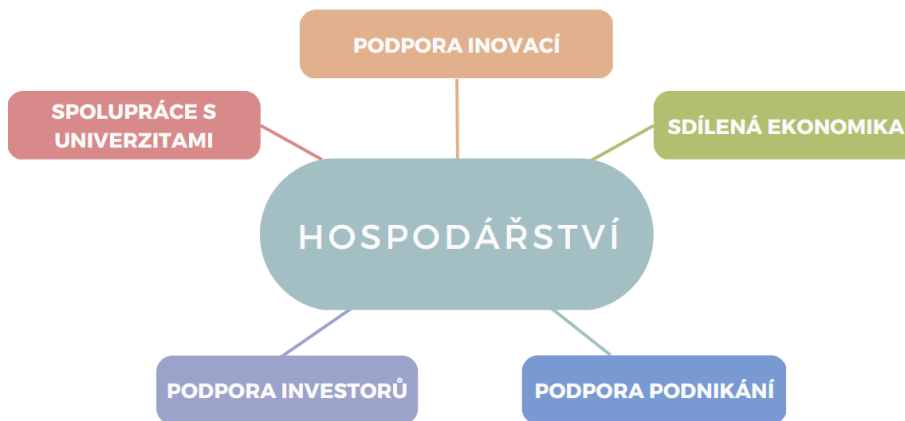 PODPORA INOVACÍ
SPOLUPRÁCE S
UNIVERZITAMI
SDÍLENÁ EKONOMIKA
HOSPODÁŘSTVÍ
PODPORA INVESTORŮ
PODPORA PODNIKÁNÍ